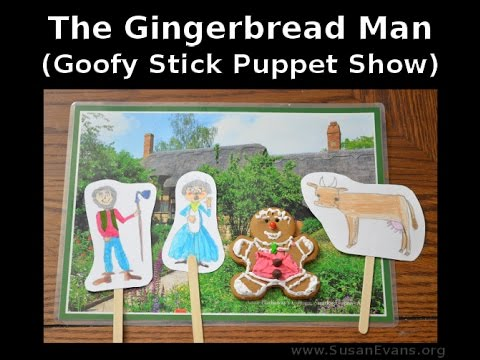 The Gingerbread Man
(Goofy Stick Puppet Show)
www.SusanEvans.org